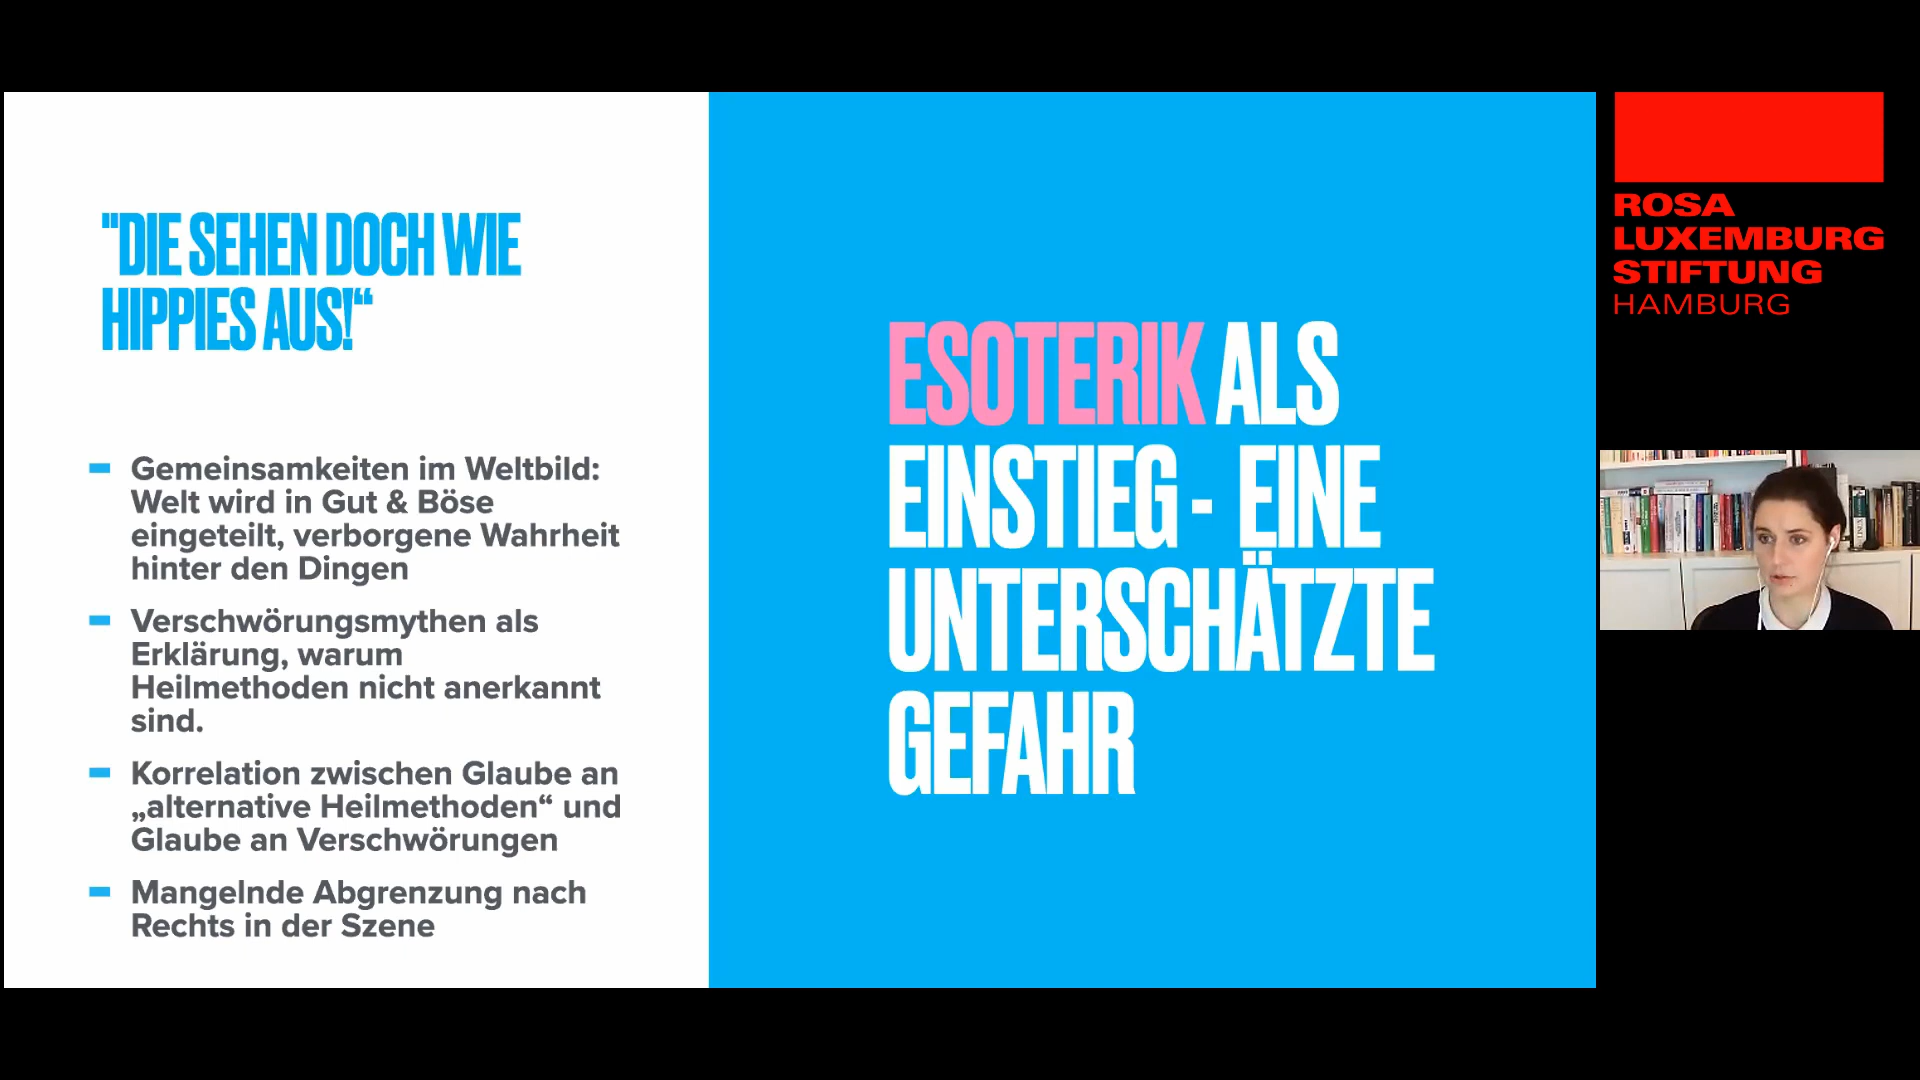 "DIE SEHEN DOCH WIE
HIPPIES AUS!“
Gemeinsamkeiten im Weltbild:
Welt wird in Gut & Böse
eingeteilt, verborgene Wahrheit
hinter den Dingen
Verschwörungsmythen als
Erklärung, warum
Heilmethoden nicht anerkannt
sind.
Korrelation zwischen Glaube an
„alternative Heilmethoden“ und
Glaube an Verschwörungen
Mangelnde Abgrenzung nach
Rechts in der Szene
ESOTERIK ALS
EINSTIEG - EINE
UNTERSCHÄTZTE
GEFAHR
ROSA
LUXEMBURG
STIFTUNG
HAMBURG